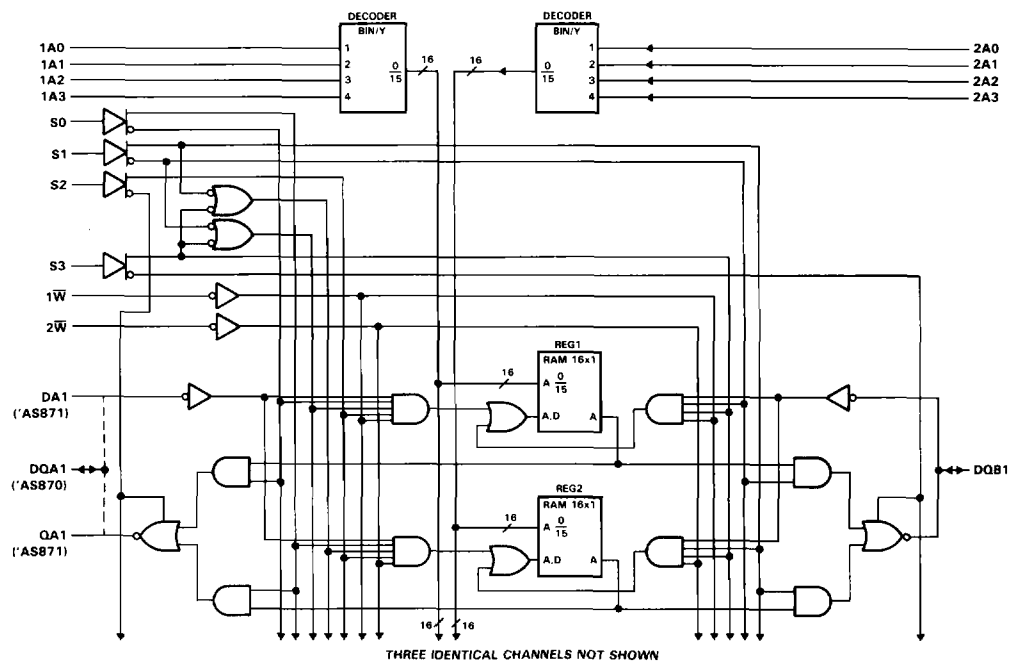 DECODER
BIN/Y
1A0
1A1
1A2
1A3
1
2
3
4
0
15
16
DECODER
BIN/Y
16
0
15
1
2
3
4
2A0
2A1
2A2
2A3
S0
S1
S2
S3
1W̅
2W̅
REG1
RAM 16x1
16
A
0
15
A,D
A
DA1
('AS871)
DQA1
('AS870)
QA1
('AS871)
DQB1
REG2
RAM 16x1
16
A
0
15
A,D
A
16
16
THREE IDENTICAL CHANNELS NOT SHOWN